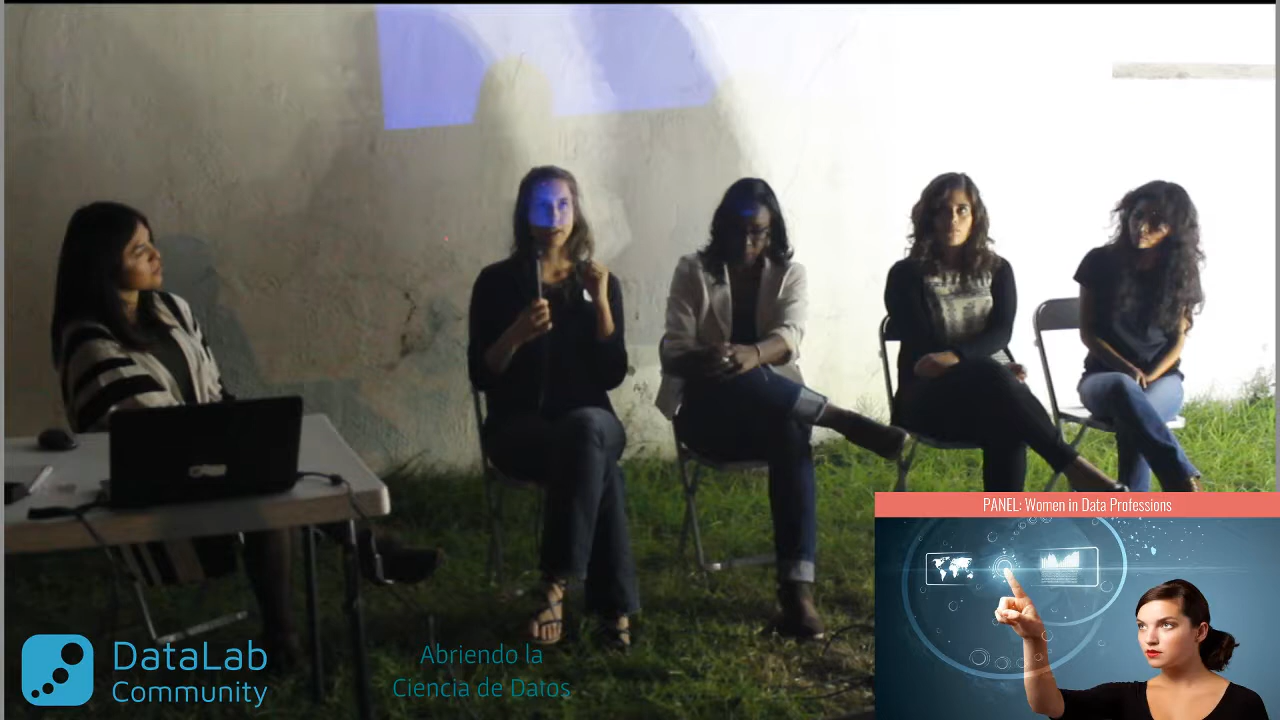 PANEL: Women in Data Professions
DataLab
Community
Abriendo la
Ciencia de Datos